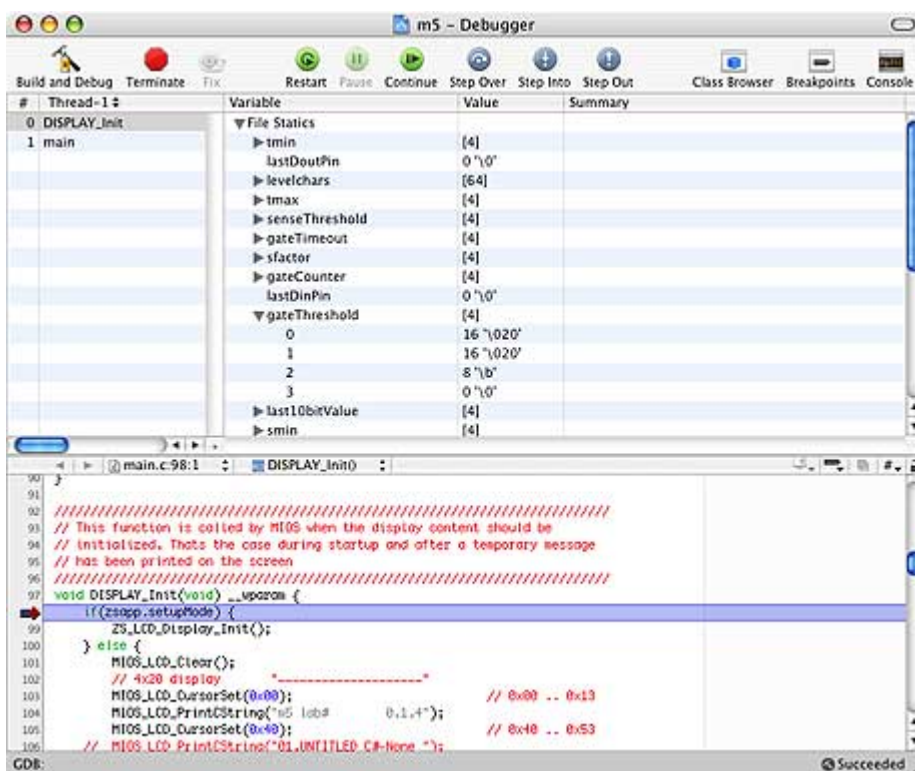 m5 – Debugger
Build and Debug Terminate Fix Restart Pause Continue Step Over Step Into Step Out Class Browser Breakpoints Console
# Thread-1 Variable Value Summary
0 DISPLAY_Init
1 main
File Statics
tmin [4]
lastDoutPin 0 '\0'
levelchars [64]
tmax [4]
senseThreshold [4]
gateTimeout [4]
sfactor [4]
gateCounter [4]
lastDinPin 0 '\0'
gateThreshold [4]
0 16 '\020'
1 16 '\020'
2 8 '\b'
3 0 '\0'
last10bitValue [4]
smin [4]
main.c:98:1 DISPLAY_Init() #
90 }
91
92 //////////////////////////////////////////////////////////////////////////////
93 // This function is called by MIOS when the display content should be
94 // initialized. Thats the case during startup and after a temporary message
95 // has been printed on the screen
96 //////////////////////////////////////////////////////////////////////////////
97 void DISPLAY_Init(void) __wparam {
if(zsapp.setupMode) {
99 ZS_LCD_Display_Init();
100 } else {
101 MIOS_LCD_Clear();
102 // 4x20 display "--------------------"
103 MIOS_LCD_CursorSet(0x00); // 0x00 .. 0x13
104 MIOS_LCD_PrintCString("m5 lab# 0.1.4");
105 MIOS_LCD_CursorSet(0x40); // 0x40 .. 0x53
106 // MIOS_LCD_PrintCString("01.UNTITLED C#-None ");
GDB: Succeeded